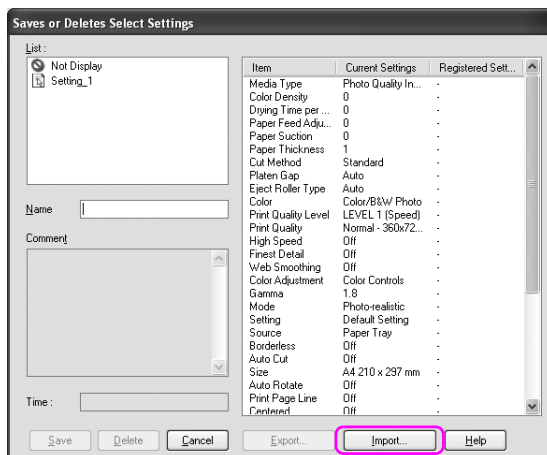 Saves or Deletes Select Settings
List :
Not Display
Setting_1
Name
Comment
Time :
Item Current Settings Registered Sett...
Media Type Photo Quality In... -
Color Density 0 -
Drying Time per ... 0 -
Paper Feed Adju... 0 -
Paper Suction 0 -
Paper Thickness 1 -
Cut Method Standard -
Platen Gap Auto -
Eject Roller Type Auto -
Color Color/B&W Photo -
Print Quality Level LEVEL 1 (Speed) -
Print Quality Normal - 360x72... -
High Speed Off -
Finest Detail Off -
Web Smoothing Off -
Color Adjustment Color Controls -
Gamma 1.8 -
Mode Photo-realistic -
Setting Default Setting -
Source Paper Tray -
Borderless Off -
Auto Cut Off -
Size A4 210 x 297 mm -
Auto Rotate Off -
Print Page Line Off -
Centered Off -
Save Delete Cancel Export... Import... Help